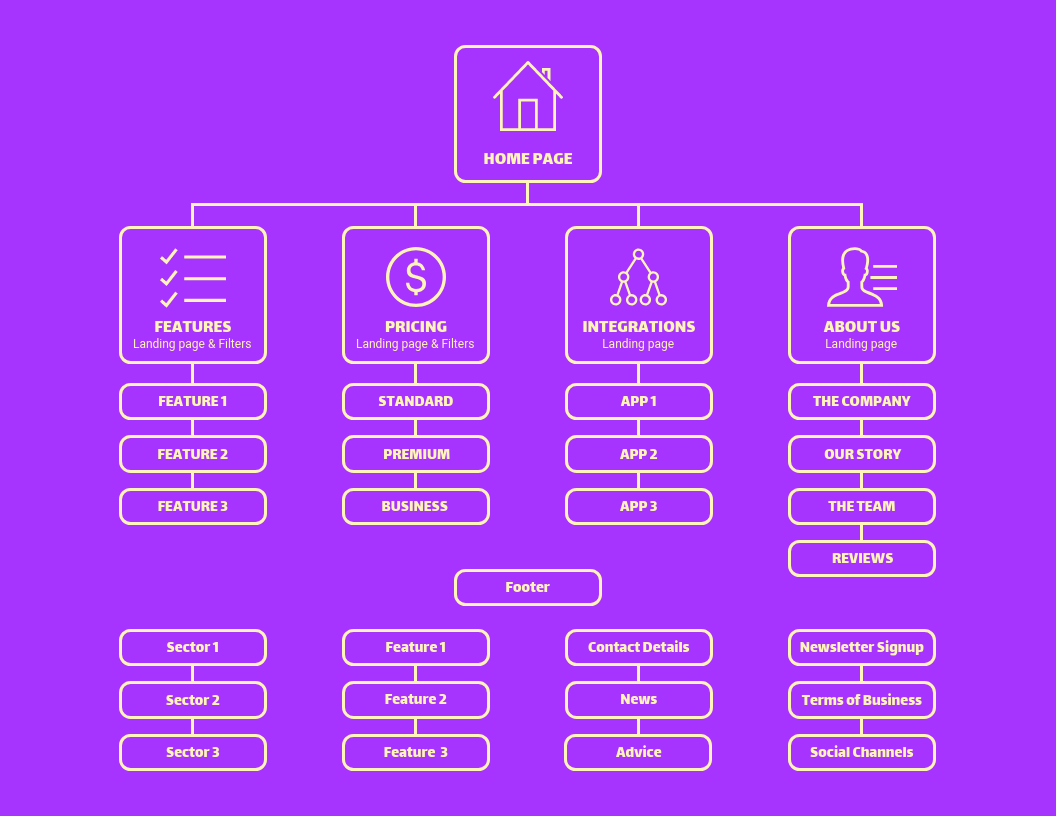 HOME PAGE
FEATURES
Landing page & Filters
PRICING
Landing page & Filters
INTEGRATIONS
Landing page
ABOUT US
Landing page
FEATURE 1
FEATURE 2
FEATURE 3
STANDARD
PREMIUM
BUSINESS
APP 1
APP 2
APP 3
THE COMPANY
OUR STORY
THE TEAM
REVIEWS
Footer
Sector 1
Sector 2
Sector 3
Feature 1
Feature 2
Feature 3
Contact Details
News
Advice
Newsletter Signup
Terms of Business
Social Channels